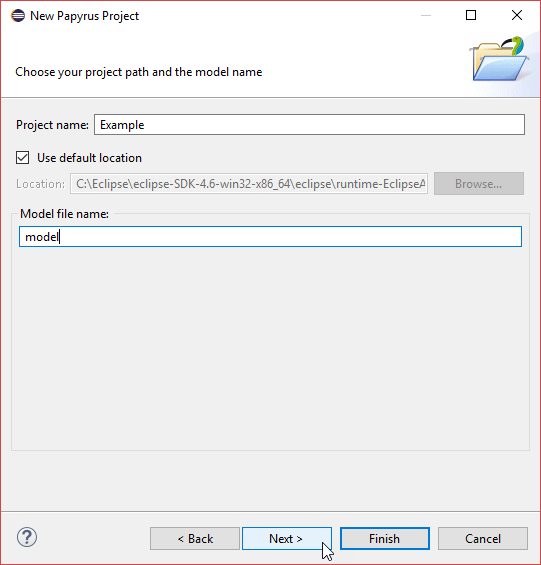 New Papyrus Project
Choose your project path and the model name
Project name: Example
Use default location
Location: C:\Eclipse\eclipse-SDK-4.6-win32-x86_64\eclipse\runtime-EclipseA Browse...
Model file name:
model
? < Back Next > Finish Cancel